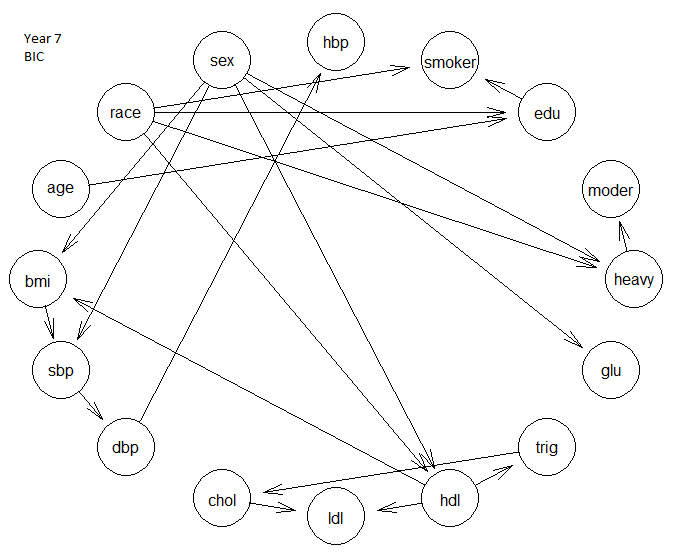 Year 7
BIC
hbp
sex
smoker
race
edu
age
moder
bmi
heavy
sbp
glu
dbp
trig
chol
hdl
ldl